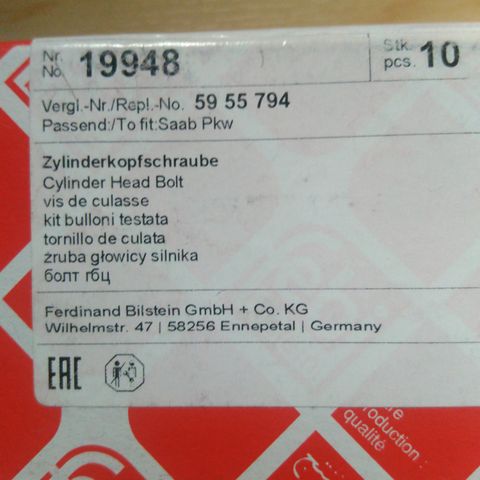 Nr.
No. 19948
Stk.
pcs. 10
Vergl.-Nr./Repl.-No. 59 55 794
Passend:/To fit:Saab Pkw
Zylinderkopfschraube
Cylinder Head Bolt
vis de culasse
kit bulloni testata
tornillo de culata
żruba głowicy silnika
болт гбц
Ferdinand Bilstein GmbH + Co. KG
Wilhelmstr. 47 | 58256 Ennepetal | Germany
EAC
production
qualité